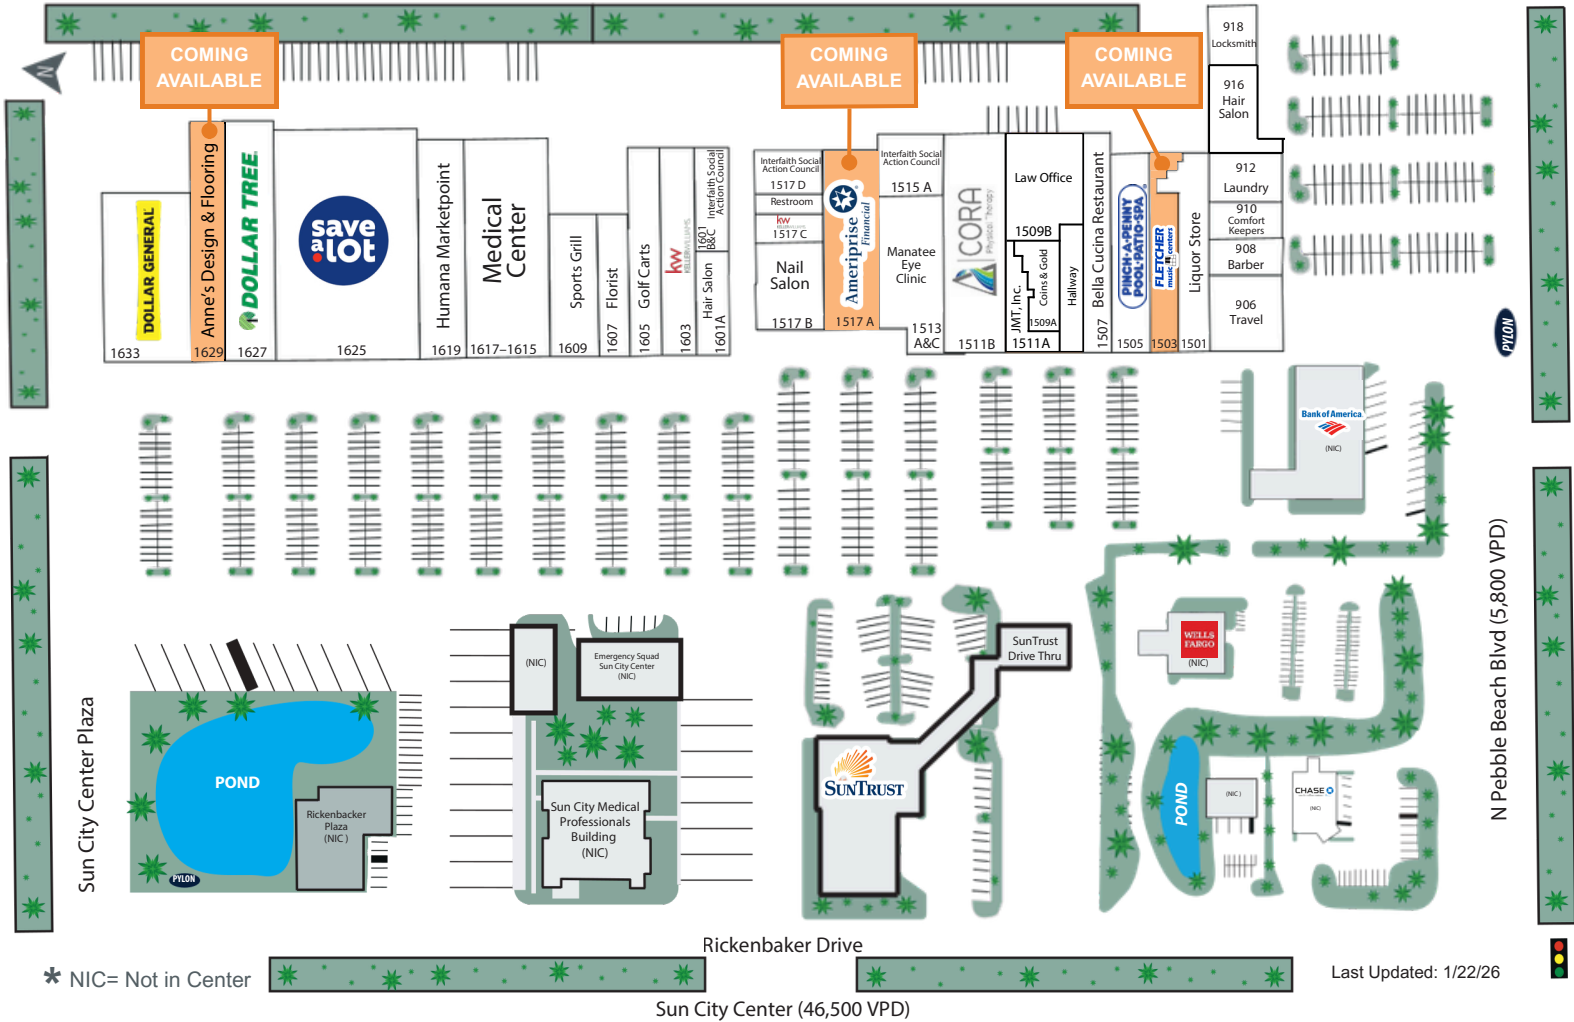 N
COMING
AVAILABLE
COMING
AVAILABLE
COMING
AVAILABLE
918
Locksmith
916
Hair
Salon
912
Laundry
910
Comfort
Keepers
908
Barber
906
Travel
DOLLAR GENERAL
1633
Anne's Design & Flooring
1629
DOLLAR TREE
1627
save
a
lot
1625
Humana Marketpoint
1619
Medical
Center
1617–1615
Sports Grill
1609
Florist
1607
Golf Carts
1605
kw
KELLERWILLIAMS.
1603
Interfaith Social
Action Council
1601
B&C
Hair Salon
1601A
Interfaith Social
Action Council
1517 D
Restroom
kw
1517 C
Nail
Salon
1517 B
Ameriprise
Financial
1517 A
Interfaith Social
Action Council
1515 A
Manatee
Eye
Clinic
1513
A&C
CORA
Physical Therapy
1511B
Law Office
1509B
JMT, Inc.
1511A
Coins & Gold
1509A
Hallway
Bella Cucina Restaurant
1507
PINCH·A·PENNY
POOL·PATIO·SPA
1505
FLETCHER
music centers
1503
Liquor Store
1501
PYLON
Bank of America
(NIC)
WELLS
FARGO
(NIC)
N Pebble Beach Blvd (5,800 VPD)
Sun City Center Plaza
POND
Rickenbacker
Plaza
(NIC )
PYLON
(NIC)
Emergency Squad
Sun City Center
(NIC)
Sun City Medical
Professionals
Building
(NIC)
SunTrust
Drive Thru
SUNTRUST
POND
(NIC )
CHASE
(NIC)
Rickenbaker Drive
* NIC= Not in Center
Last Updated: 1/22/26
Sun City Center (46,500 VPD)